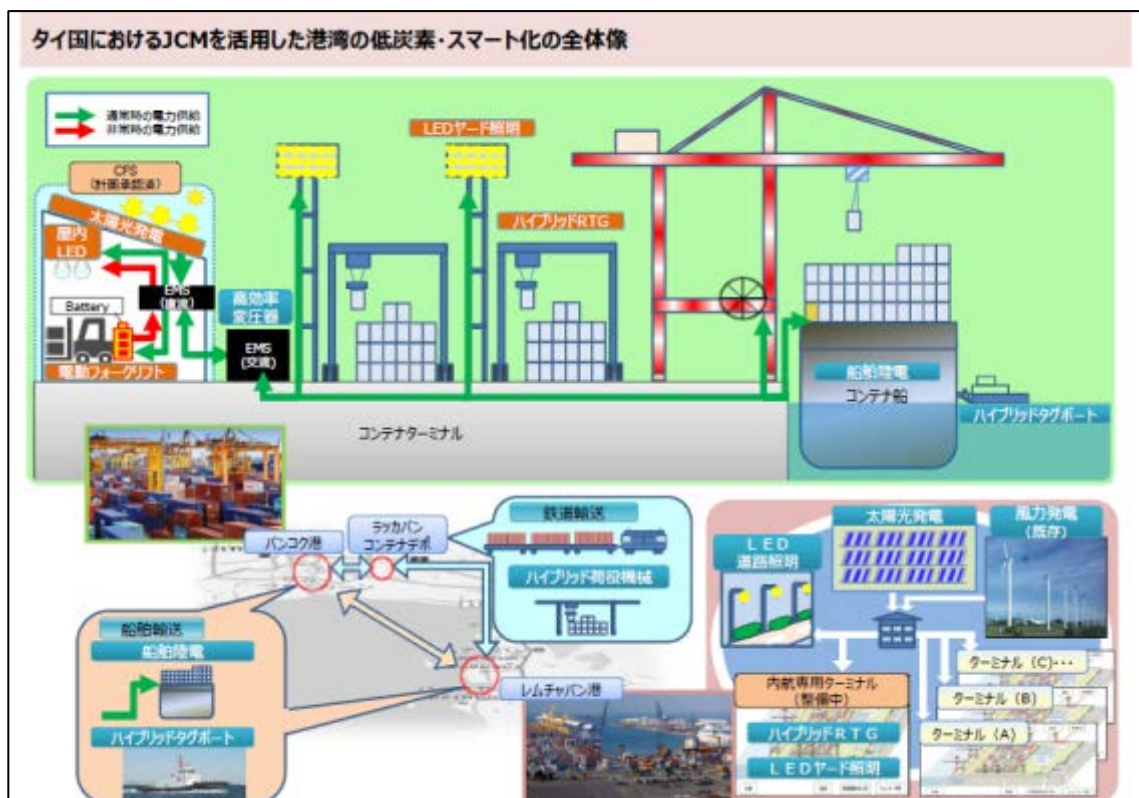 タイ国におけるJCMを活用した港湾の低炭素・スマート化の全体像
通常時の電力供給
非常時の電力供給
CFS
(計画承認済)
太陽光発電
屋内
LED
Battery
EMS
(直流)
電動フォークリフト
高効率
変圧器
EMS
(交流)
LEDヤード照明
ハイブリッドRTG
船舶陸電
コンテナ船
ハイブリッドタグボート
コンテナターミナル
バンコク港
ラッカバン
コンテナデポ
鉄道輸送
ハイブリッド荷役機械
船舶輸送
船舶陸電
ハイブリッドタグボート
レムチャバン港
太陽光発電
風力発電
(既存)
LED
道路照明
内航専用ターミナル
(整備中)
ハイブリッドRTG
LEDヤード照明
ターミナル (C)・・・
ターミナル (B)
ターミナル (A)